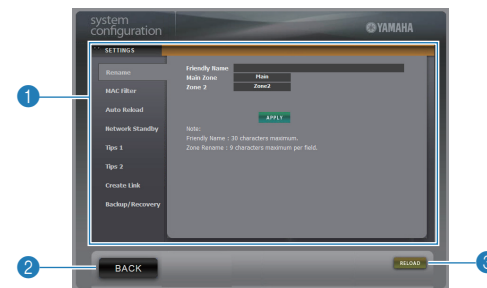 system
configuration
YAMAHA
SETTINGS
Rename
MAC Filter
Auto Reload
Network Standby
Tips 1
Tips 2
Create Link
Backup/Recovery
Friendly Name
Main Zone Main
Zone 2 Zone2
APPLY
Note:
Friendly Name : 30 characters maximum.
Zone Rename : 9 characters maximum per field.
BACK
RELOAD
1
2
3